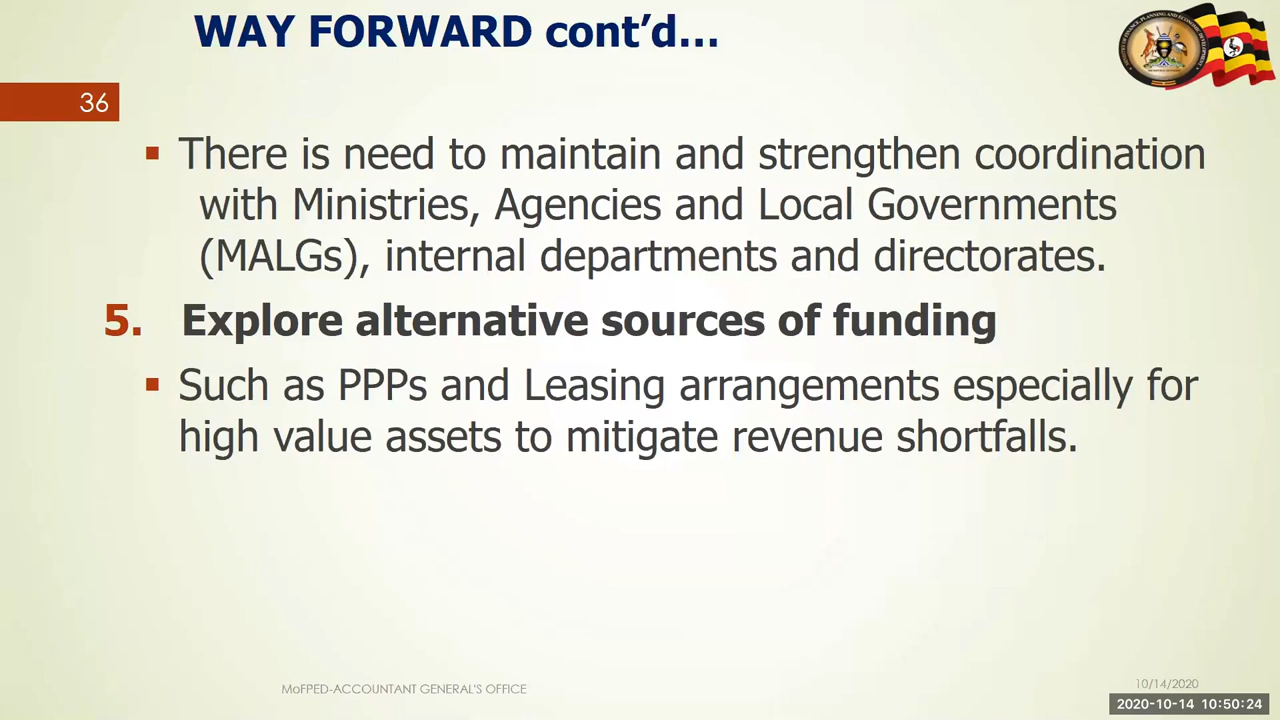 WAY FORWARD cont’d…
36
▪ There is need to maintain and strengthen coordination
with Ministries, Agencies and Local Governments
(MALGs), internal departments and directorates.
5. Explore alternative sources of funding
▪ Such as PPPs and Leasing arrangements especially for
high value assets to mitigate revenue shortfalls.
MoFPED-ACCOUNTANT GENERAL'S OFFICE
10/14/2020
2020-10-14 10:50:24